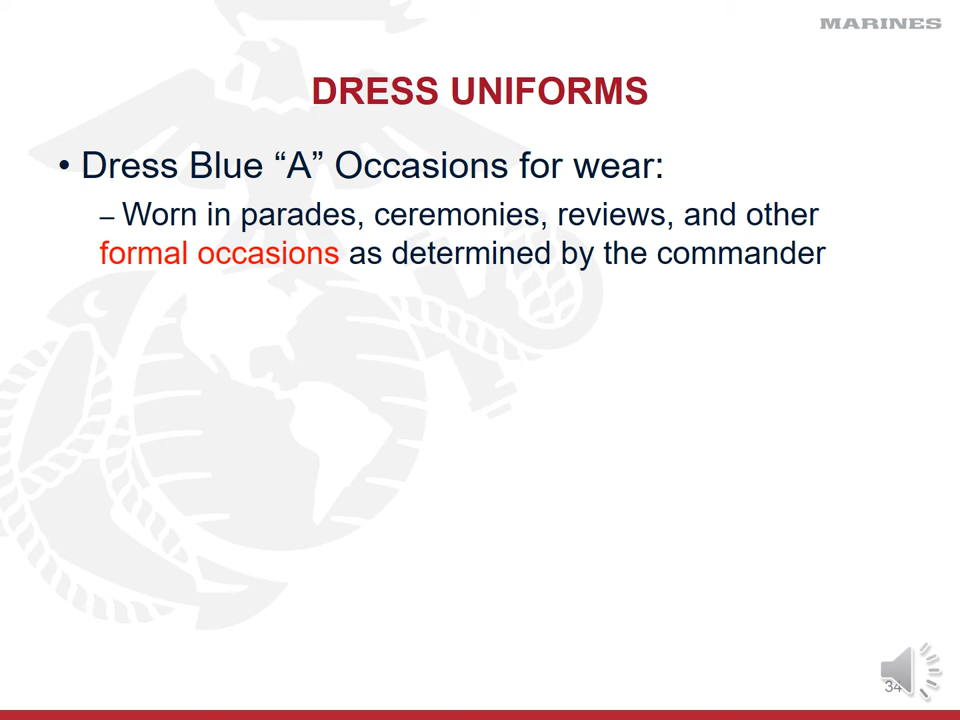 MARINES
DRESS UNIFORMS
• Dress Blue “A” Occasions for wear:
– Worn in parades, ceremonies, reviews, and other
formal occasions as determined by the commander
34